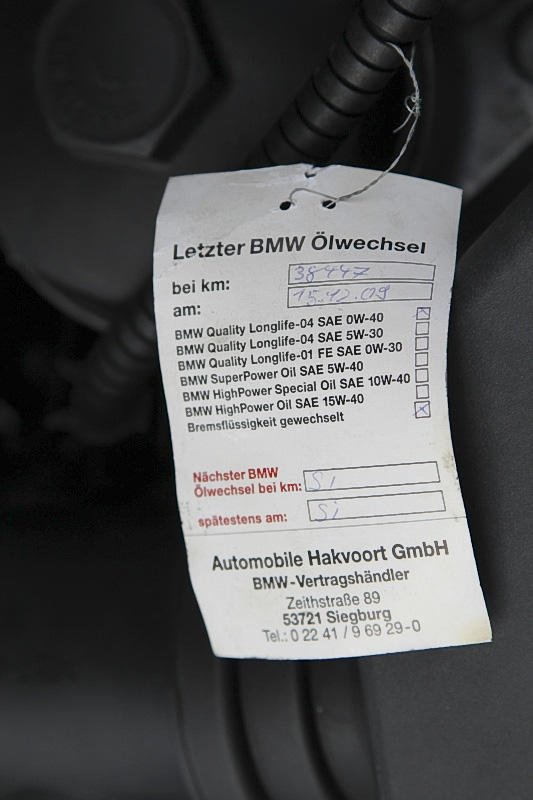 Letzter BMW Ölwechsel
bei km: 38447
am: 15.12.09
BMW Quality Longlife-04 SAE 0W-40
BMW Quality Longlife-04 SAE 5W-30
BMW Quality Longlife-01 FE SAE 0W-30
BMW SuperPower Oil SAE 5W-40
BMW HighPower Special Oil SAE 10W-40
BMW HighPower Oil SAE 15W-40
Bremsflüssigkeit gewechselt
Nächster BMW
Ölwechsel bei km: Si
spätestens am: Si
Automobile Hakvoort GmbH
BMW-Vertragshändler
Zeithstraße 89
53721 Siegburg
Tel.: 0 22 41 / 9 69 29-0